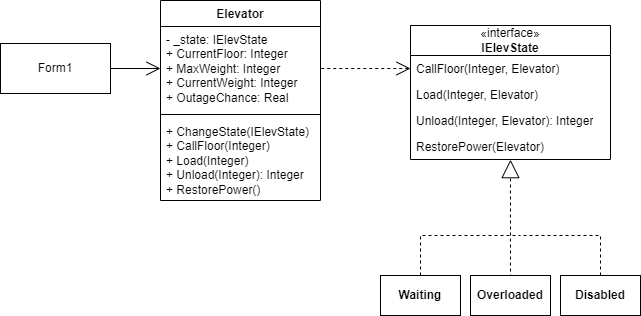 Form1
Elevator
- _state: IElevState
+ CurrentFloor: Integer
+ MaxWeight: Integer
+ CurrentWeight: Integer
+ OutageChance: Real
+ ChangeState(IElevState)
+ CallFloor(Integer)
+ Load(Integer)
+ Unload(Integer): Integer
+ RestorePower()
«interface»
IElevState
CallFloor(Integer, Elevator)
Load(Integer, Elevator)
Unload(Integer, Elevator): Integer
RestorePower(Elevator)
Waiting
Overloaded
Disabled